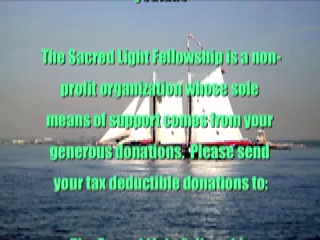 The Sacred Light Fellowship is a non-
profit organization whose sole
means of support comes from your
generous donations. Please send
your tax deductible donations to: